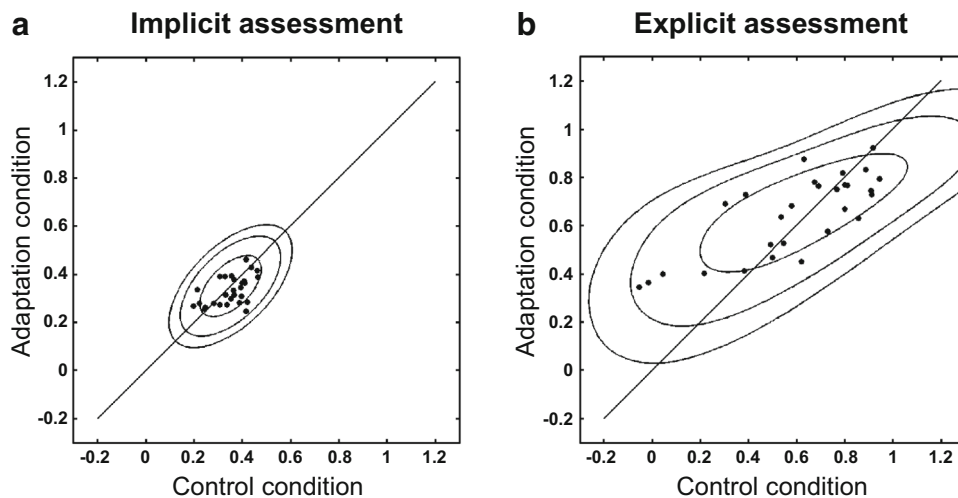 a Implicit assessment
Adaptation condition
1.2
1
0.8
0.6
0.4
0.2
0
-0.2
-0.2 0 0.2 0.4 0.6 0.8 1 1.2
Control condition
b Explicit assessment
Adaptation condition
1.2
1
0.8
0.6
0.4
0.2
0
-0.2
-0.2 0 0.2 0.4 0.6 0.8 1 1.2
Control condition